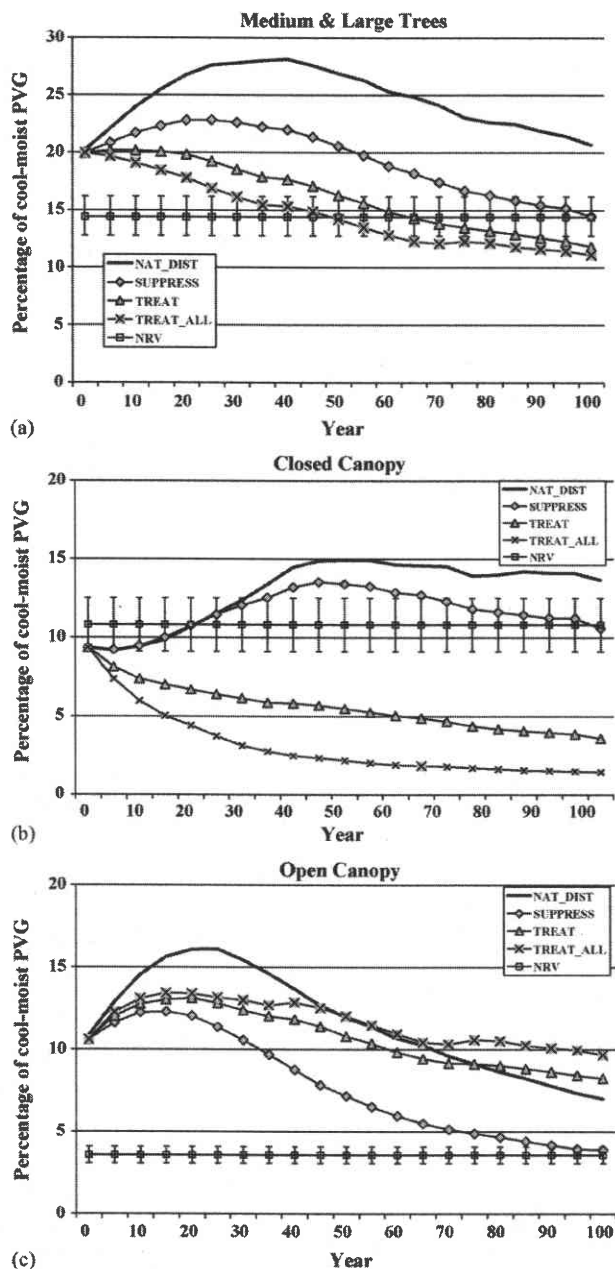 Medium & Large Trees
Percentage of cool-moist PVG
30
25
20
15
10
5
0
NAT_DIST
SUPPRESS
TREAT
TREAT_ALL
NRV
0 10 20 30 40 50 60 70 80 90 100
(a)
Year
Closed Canopy
Percentage of cool-moist PVG
20
15
10
5
0
NAT_DIST
SUPPRESS
TREAT
TREAT_ALL
NRV
0 10 20 30 40 50 60 70 80 90 100
(b)
Year
Open Canopy
Percentage of cool-moist PVG
20
15
10
5
0
NAT_DIST
SUPPRESS
TREAT
TREAT_ALL
NRV
0 10 20 30 40 50 60 70 80 90 100
(c)
Year